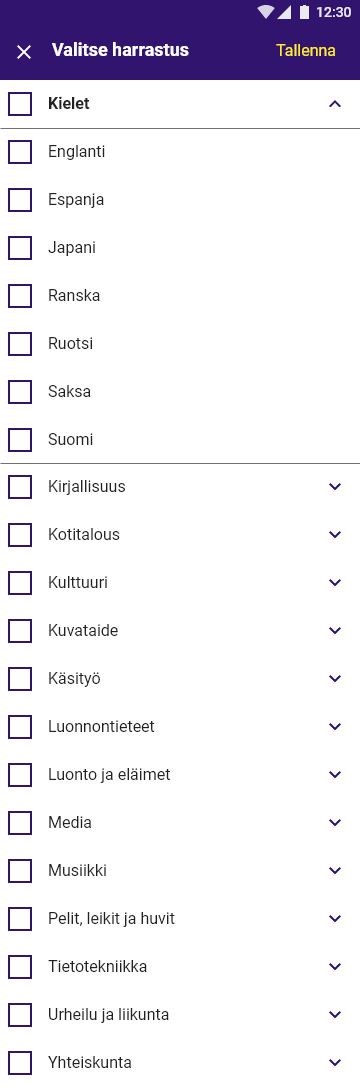 12:30
Valitse harrastus
Tallenna
Kielet
Englanti
Espanja
Japani
Ranska
Ruotsi
Saksa
Suomi
Kirjallisuus
Kotitalous
Kulttuuri
Kuvataide
Käsityö
Luonnontieteet
Luonto ja eläimet
Media
Musiikki
Pelit, leikit ja huvit
Tietotekniikka
Urheilu ja liikunta
Yhteiskunta